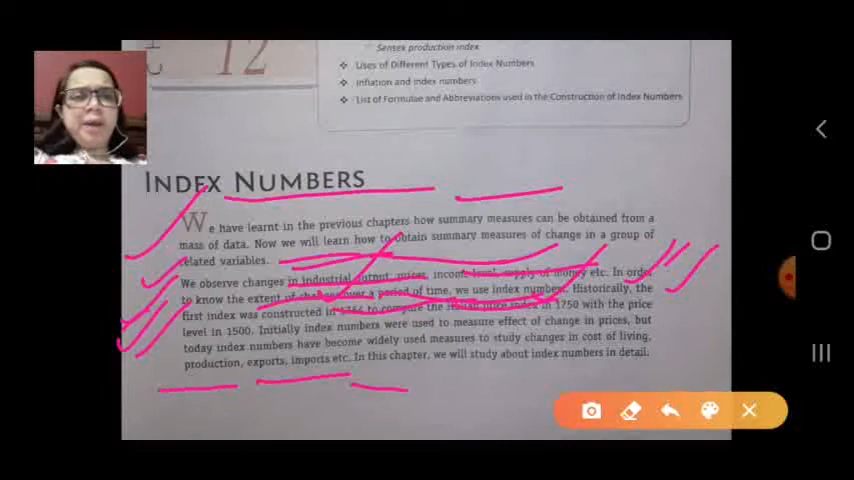 12
Sensex production index
❖ Uses of Different Types of Index Numbers
❖ Inflation and index numbers
❖ List of Formulae and Abbreviations used in the Construction of Index Numbers
INDEX NUMBERS
We have learnt in the previous chapters how summary measures can be obtained from a
mass of data. Now we will learn how to obtain summary measures of change in a group of
related variables.
We observe changes in industrial output, prices, income level, supply of money etc. In order
to know the extent of change over a period of time, we use index numbers. Historically, the
first index was constructed in 1764 to compare the Italian price index in 1750 with the price
level in 1500. Initially index numbers were used to measure effect of change in prices, but
today index numbers have become widely used measures to study changes in cost of living,
production, exports, imports etc. In this chapter, we will study about index numbers in detail.